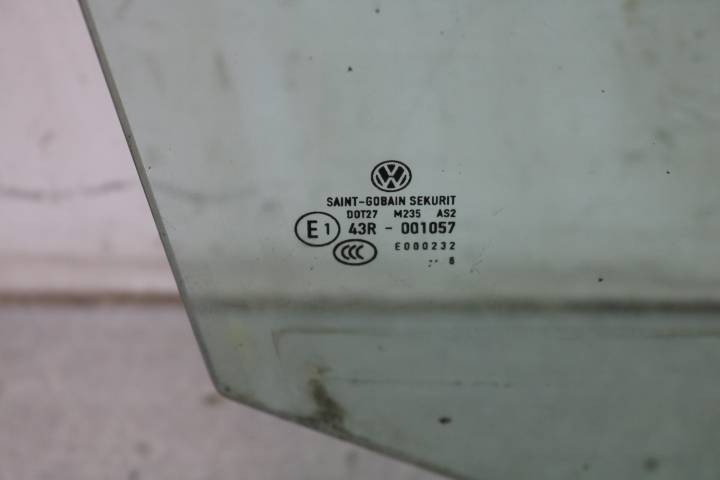 VW
SAINT-GOBAIN SEKURIT
DOT27 M235 AS2
E1 43R - 001057
CCC E000232
.. 8